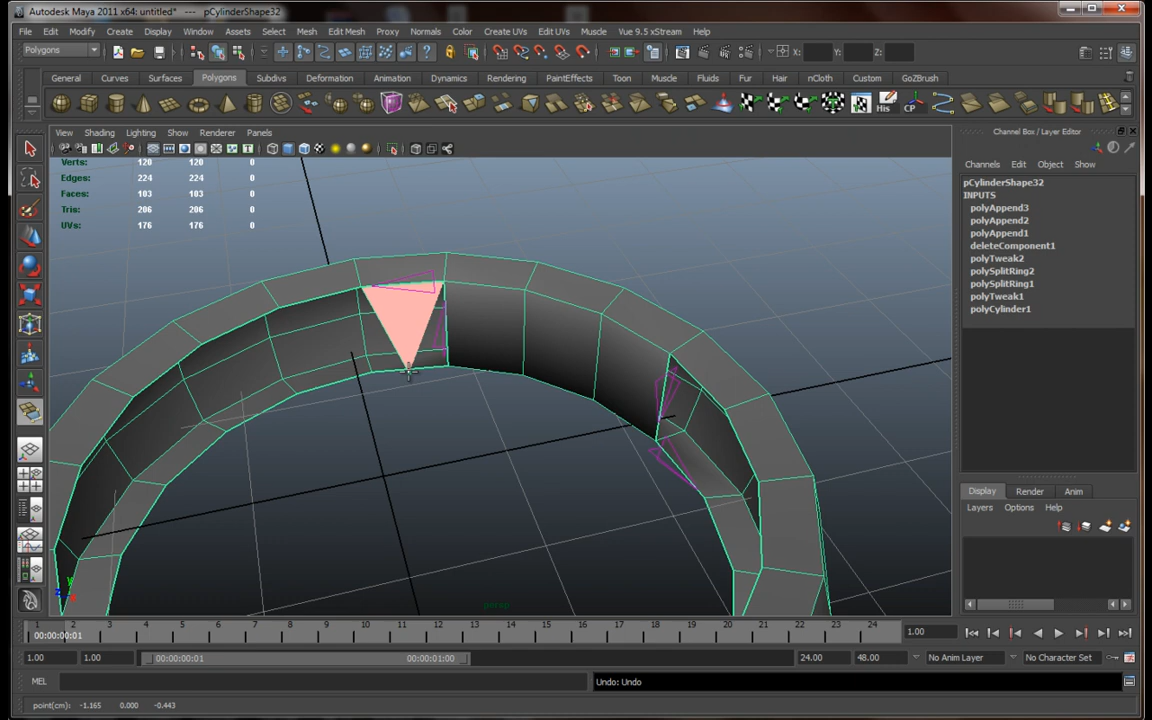 Autodesk Maya 2011 x64: untitled* --- pCylinderShape32
File Edit Modify Create Display Window Assets Select Mesh Edit Mesh Proxy Normals Color Create UVs Edit UVs Muscle Vue 9.5 xStream Help
Polygons X: Y: Z:
General Curves Surfaces Polygons Subdivs Deformation Animation Dynamics Rendering PaintEffects Toon Muscle Fluids Fur Hair nCloth Custom GoZBrush
His CP
View Shading Lighting Show Renderer Panels
Channel Box / Layer Editor
Channels Edit Object Show
Verts: 120 120 0
Edges: 224 224 0
Faces: 103 103 0
Tris: 206 206 0
UVs: 176 176 0
pCylinderShape32
INPUTS
polyAppend3
polyAppend2
polyAppend1
deleteComponent1
polyTweak2
polySplitRing2
polySplitRing1
polyTweak1
polyCylinder1
Display Render Anim
Layers Options Help
persp
1 2 3 4 5 6 7 8 9 10 11 12 13 14 15 16 17 18 19 20 21 22 23 24
00:00:00:01
1.00
1.00 1.00 00:00:00:01 00:00:01:00 24.00 48.00 No Anim Layer No Character Set
MEL Undo: Undo
point(cm): -1.165 0.000 -0.443